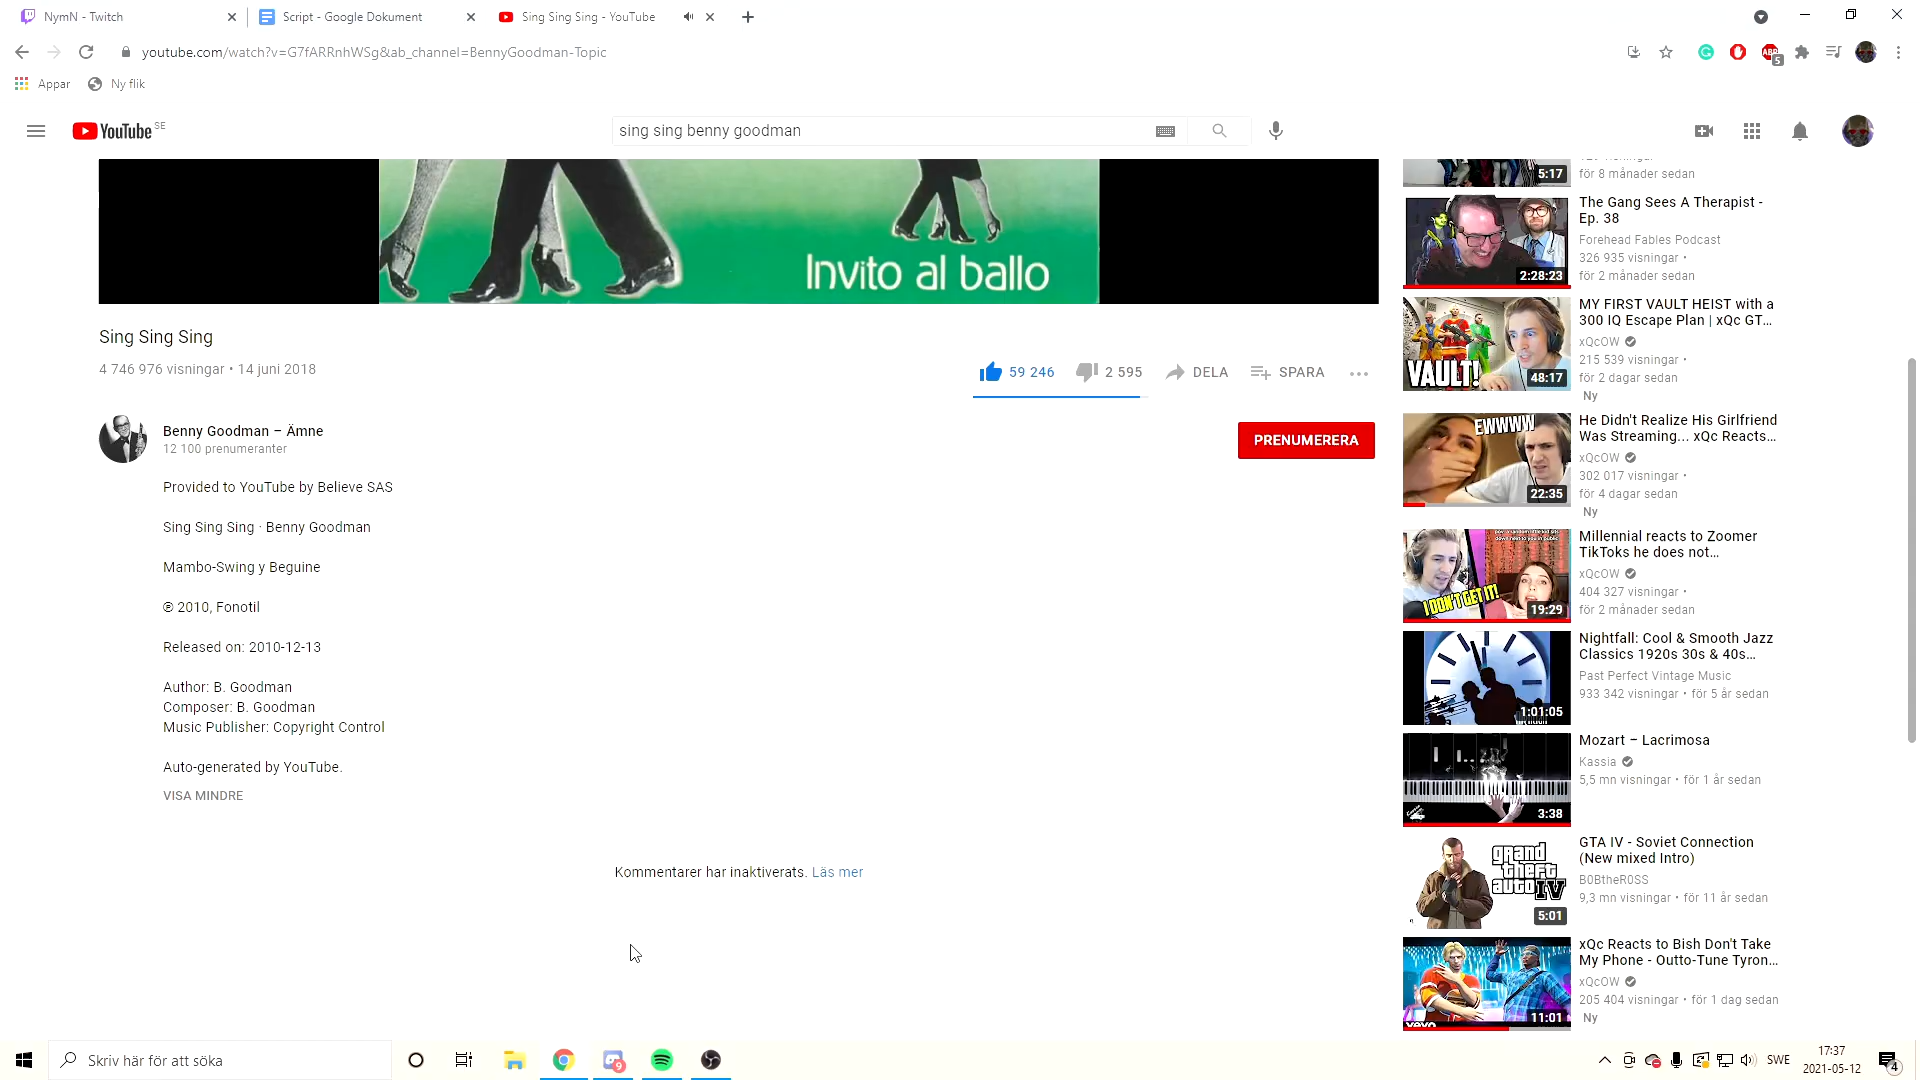 NymN - Twitch
Script - Google Dokument
Sing Sing Sing - YouTube
youtube.com/watch?v=G7fARRnhWSg&ab_channel=BennyGoodman-Topic
ABP
5
Appar
Ny flik
YouTube SE
sing sing benny goodman
Invito al ballo
Sing Sing Sing
4 746 976 visningar • 14 juni 2018
59 246
2 595
DELA
SPARA
Benny Goodman – Ämne
12 100 prenumeranter
PRENUMERERA
Provided to YouTube by Believe SAS
Sing Sing Sing · Benny Goodman
Mambo-Swing y Beguine
℗ 2010, Fonotil
Released on: 2010-12-13
Author: B. Goodman
Composer: B. Goodman
Music Publisher: Copyright Control
Auto-generated by YouTube.
VISA MINDRE
Kommentarer har inaktiverats. Läs mer
5:17
för 8 månader sedan
2:28:23
The Gang Sees A Therapist -
Ep. 38
Forehead Fables Podcast
326 935 visningar •
för 2 månader sedan
VAULT!
48:17
MY FIRST VAULT HEIST with a
300 IQ Escape Plan | xQc GT...
xQcOW
215 539 visningar •
för 2 dagar sedan
Ny
EWWWW
22:35
He Didn't Realize His Girlfriend
Was Streaming... xQc Reacts...
xQcOW
302 017 visningar •
för 4 dagar sedan
Ny
I DON'T GET IT!
19:29
Millennial reacts to Zoomer
TikToks he does not...
xQcOW
404 327 visningar •
för 2 månader sedan
1:01:05
Nightfall: Cool & Smooth Jazz
Classics 1920s 30s & 40s...
Past Perfect Vintage Music
933 342 visningar • för 5 år sedan
3:38
Mozart – Lacrimosa
Kassia
5,5 mn visningar • för 1 år sedan
grand
theft
auto IV
5:01
GTA IV - Soviet Connection
(New mixed Intro)
B0BtheR0SS
9,3 mn visningar • för 11 år sedan
vevo
11:01
xQc Reacts to Bish Don't Take
My Phone - Outto-Tune Tyron...
xQcOW
205 404 visningar • för 1 dag sedan
Ny
Skriv här för att söka
9
SWE
17:37
2021-05-12
4